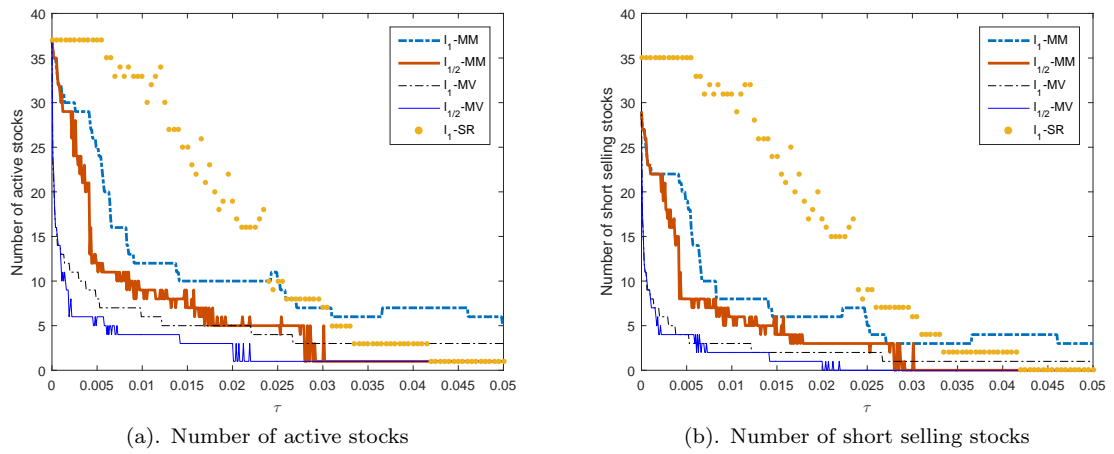 Number of active stocks
40
35
30
25
20
15
10
5
0
0 0.005 0.01 0.015 0.02 0.025 0.03 0.035 0.04 0.045 0.05
τ
l1-MM
l1/2-MM
l1-MV
l1/2-MV
l1-SR
(a). Number of active stocks
Number of short selling stocks
40
35
30
25
20
15
10
5
0
0 0.005 0.01 0.015 0.02 0.025 0.03 0.035 0.04 0.045 0.05
τ
l1-MM
l1/2-MM
l1-MV
l1/2-MV
l1-SR
(b). Number of short selling stocks